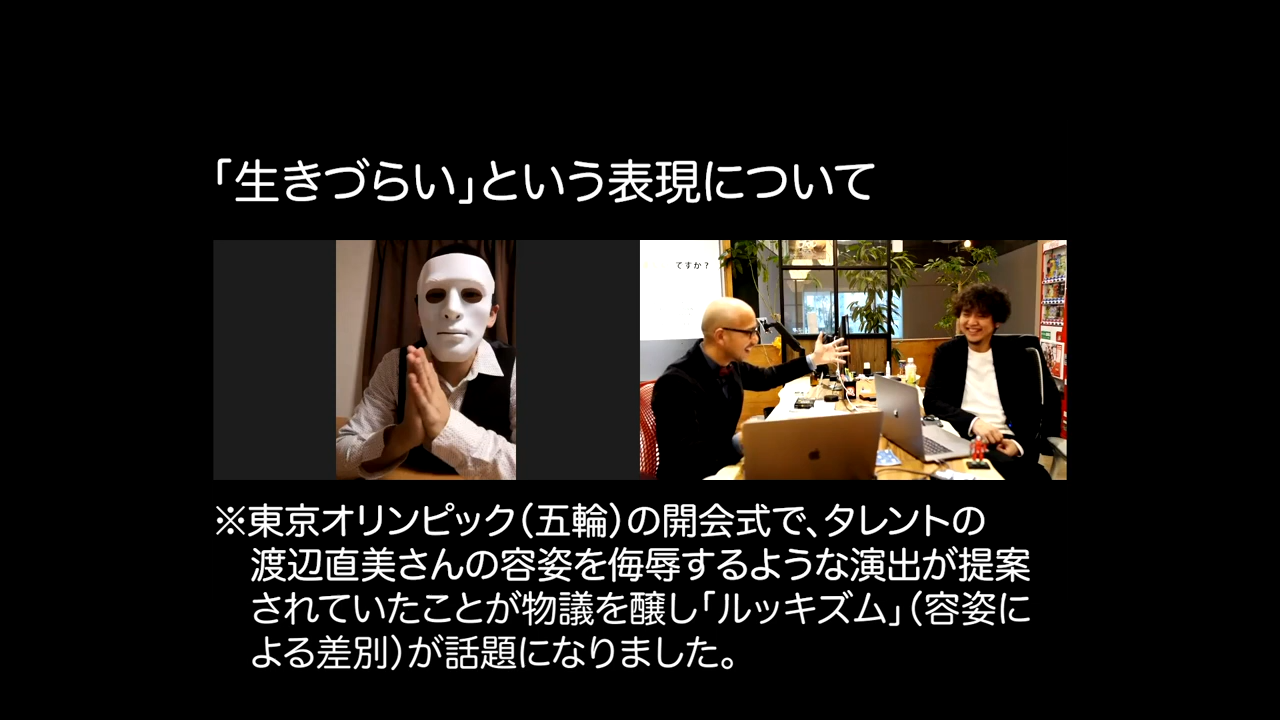 「生きづらい」という表現について
てすか？
※東京オリンピック（五輪）の開会式で、タレントの
渡辺直美さんの容姿を侮辱するような演出が提案
されていたことが物議を醸し「ルッキズム」（容姿に
よる差別）が話題になりました。